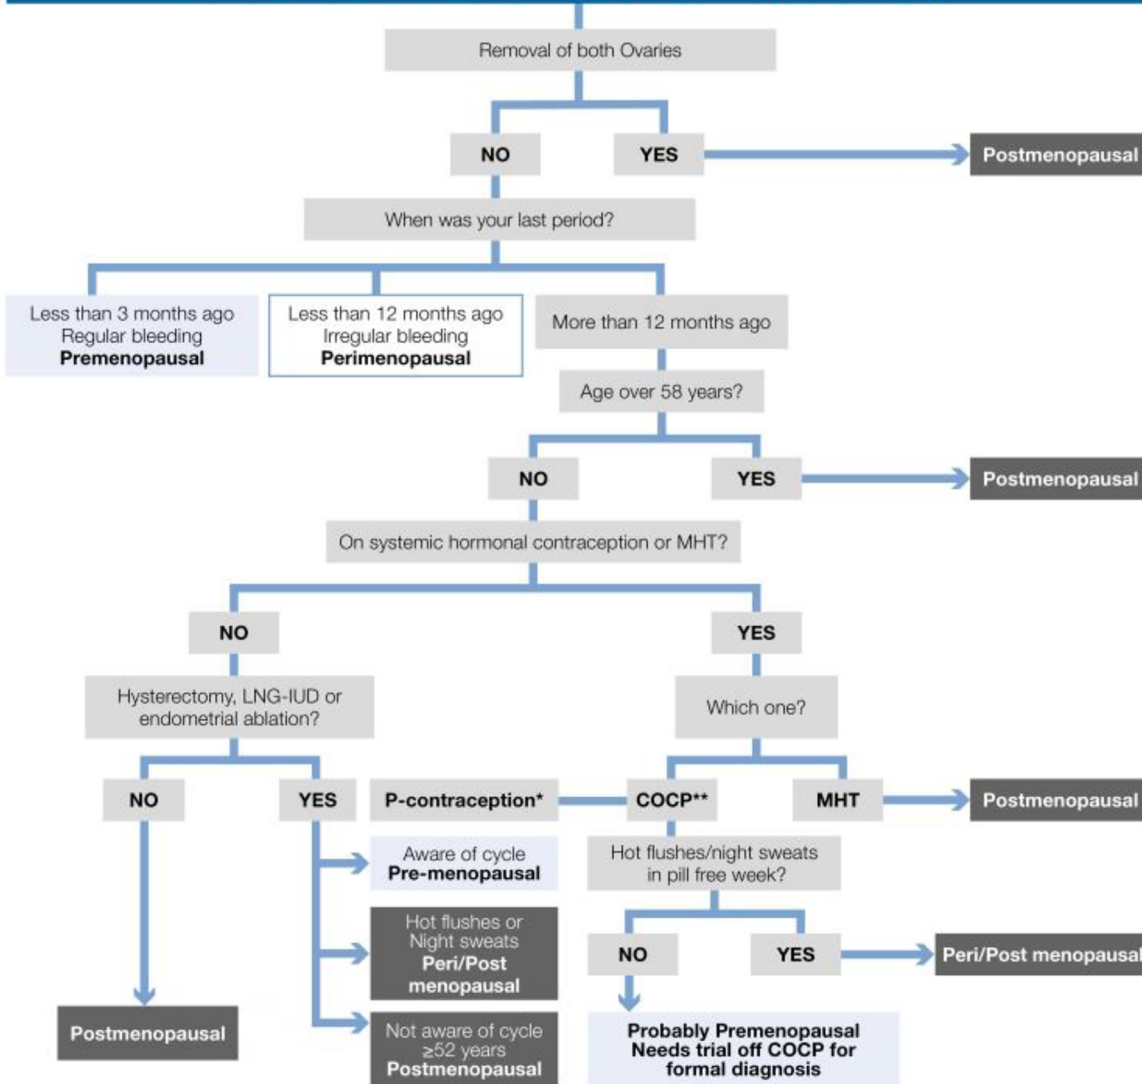 Removal of both Ovaries
NO
YES
Postmenopausal
When was your last period?
Less than 3 months ago
Regular bleeding
Premenopausal
Less than 12 months ago
Irregular bleeding
Perimenopausal
More than 12 months ago
Age over 58 years?
NO
YES
Postmenopausal
On systemic hormonal contraception or MHT?
NO
YES
Hysterectomy, LNG-IUD or
endometrial ablation?
Which one?
NO
YES
P-contraception*
COCP**
MHT
Postmenopausal
Aware of cycle
Pre-menopausal
Hot flushes/night sweats
in pill free week?
Hot flushes or
Night sweats
Peri/Post
menopausal
NO
YES
Peri/Post menopausal
Postmenopausal
Not aware of cycle
≥52 years
Postmenopausal
Probably Premenopausal
Needs trial off COCP for
formal diagnosis